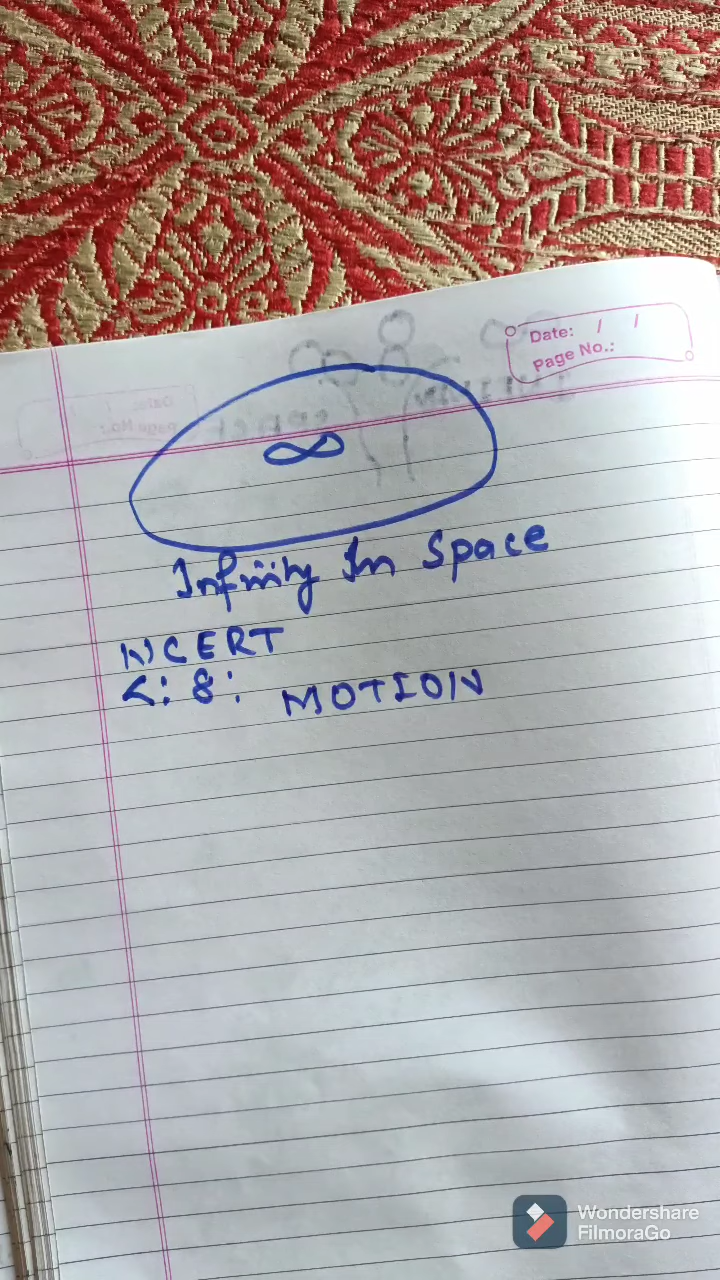 Date: / /
Page No.:
∞
Infinity In Space
NCERT
C: 8: MOTION
Wondershare
FilmoraGo